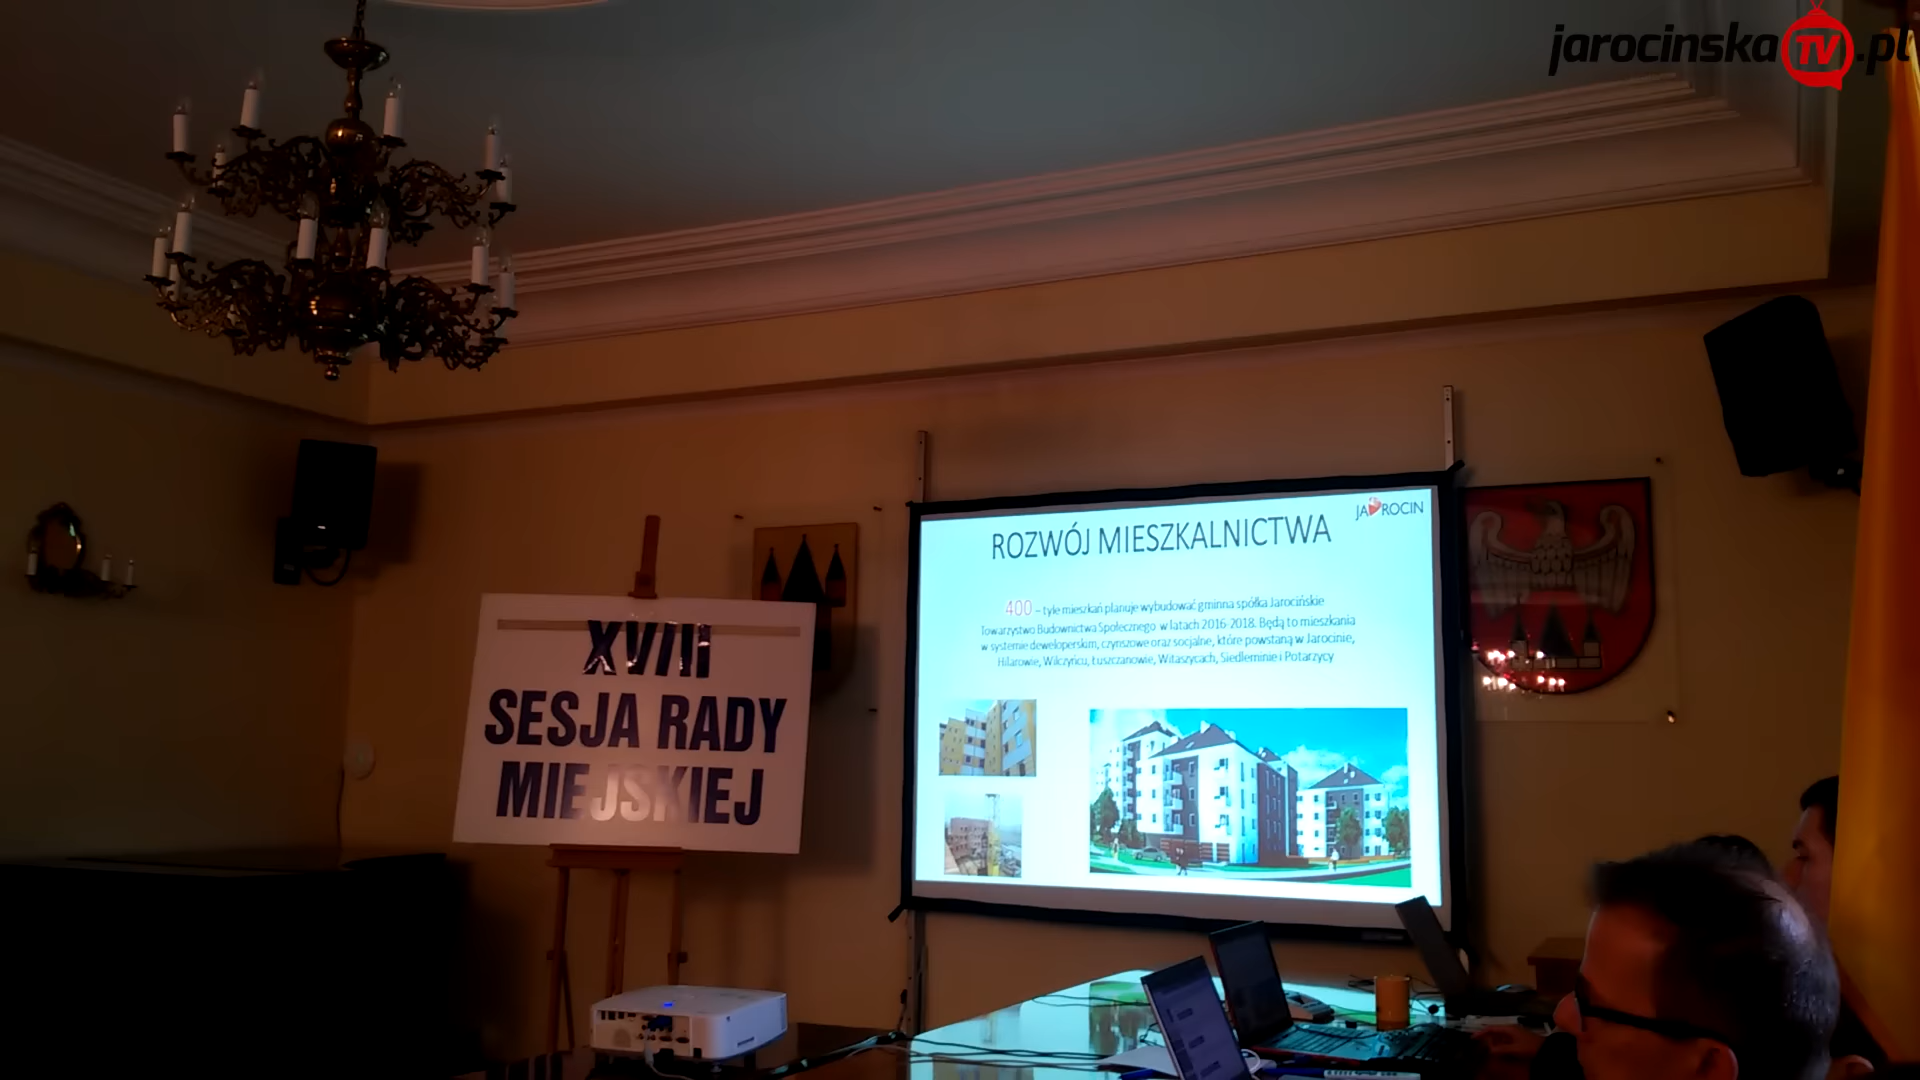 jarocinska TV .pl
XVIII
SESJA RADY
MIEJSKIEJ
JAROCIN
ROZWÓJ MIESZKALNICTWA
400 – tyle mieszkań planuje wybudować gminna spółka Jarocińskie
Towarzystwo Budownictwa Społecznego w latach 2016-2018. Będą to mieszkania
w systemie deweloperskim, czynszowe oraz socjalne, które powstaną w Jarocinie,
Hilarowie, Wilczyńcu, Łuszczanowie, Witaszycach, Siedleminie i Potarzycy